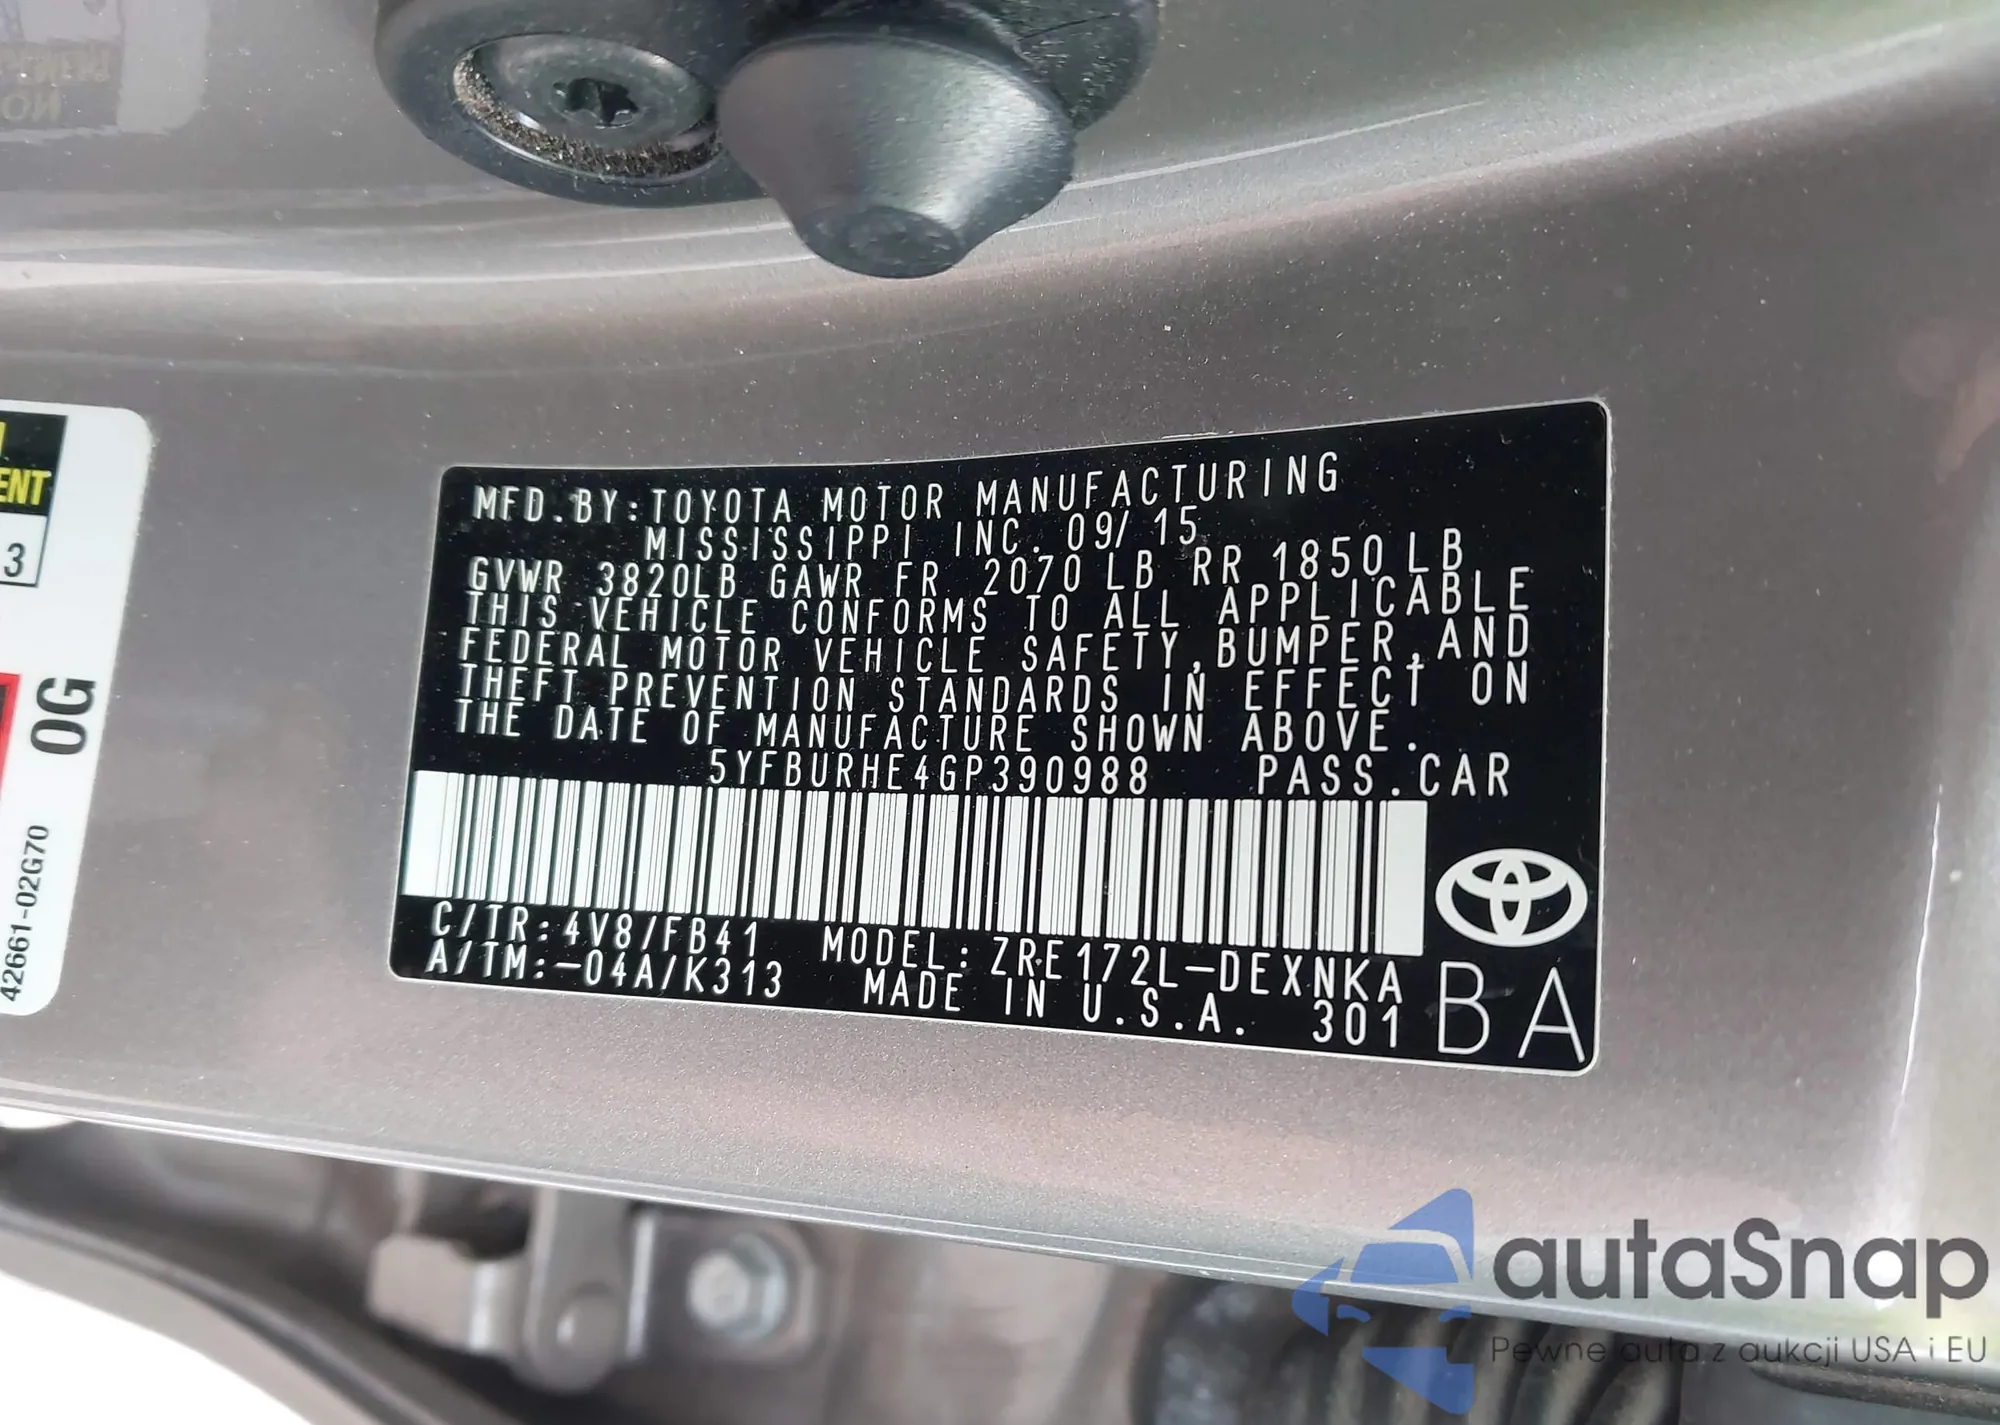 ENT
3
0G
42661-02G70
MFD.BY:TOYOTA MOTOR MANUFACTURING
MISSISSIPPI INC. 09/15
GVWR 3820LB GAWR FR 2070LB RR 1850LB
THIS VEHICLE CONFORMS TO ALL APPLICABLE
FEDERAL MOTOR VEHICLE SAFETY,BUMPER,AND
THEFT PREVENTION STANDARDS IN EFFECT ON
THE DATE OF MANUFACTURE SHOWN ABOVE.
5YFBURHE4GP390988 PASS.CAR
C/TR:4V8/FB41 MODEL:ZRE172L-DEXNKA
A/TM:-04A/K313 MADE IN U.S.A. 301
BA
autaSnap
Pewne auta z aukcji USA i EU